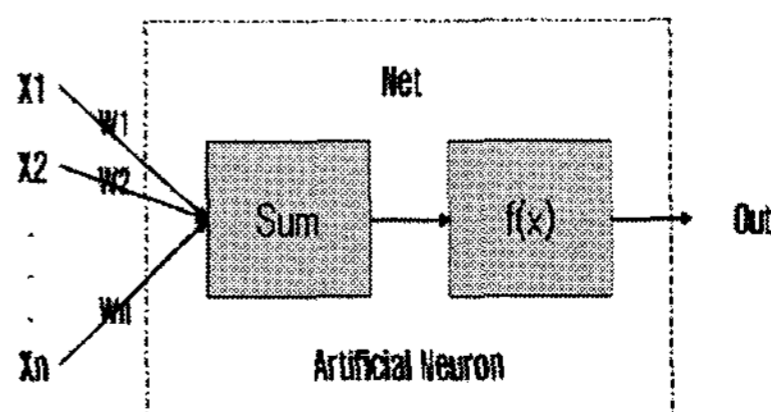 Net
X1
W1
X2
W2
Sum
f(x)
Out
Wn
Xn
Artificial Neuron